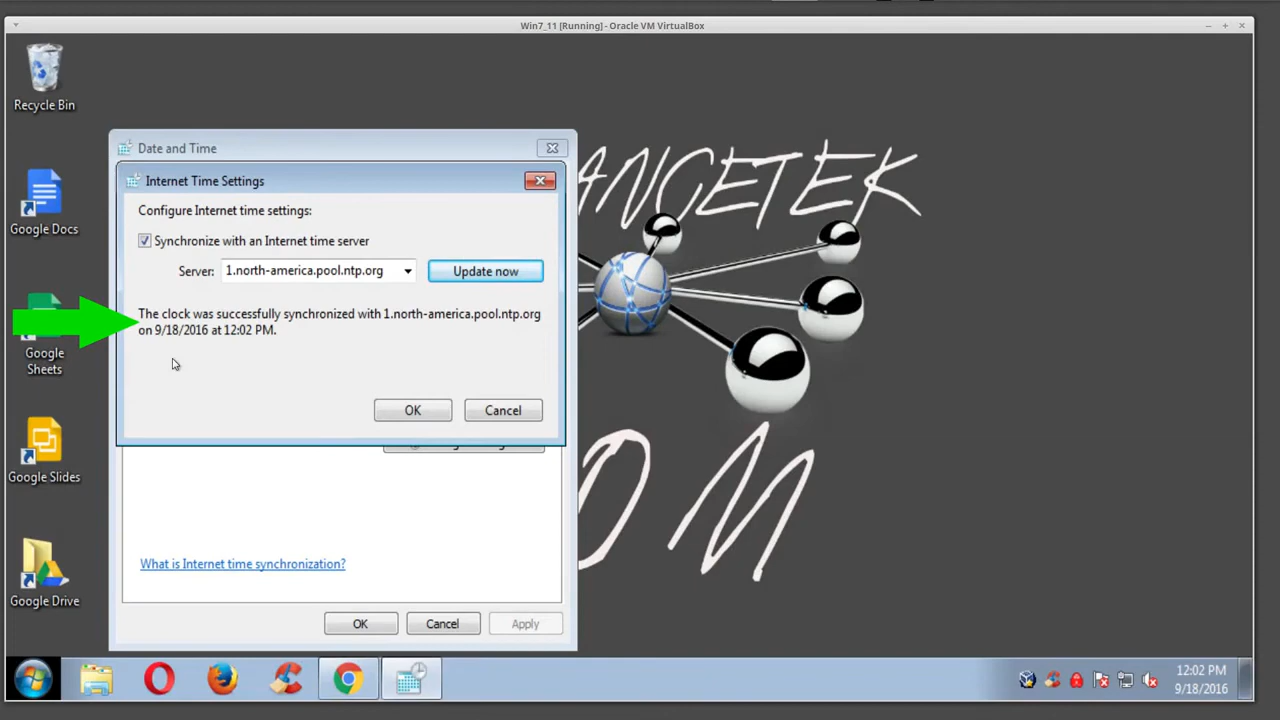 Win7_11 [Running] - Oracle VM VirtualBox
Recycle Bin
Date and Time
Internet Time Settings
Configure Internet time settings:
Synchronize with an Internet time server
Server: 1.north-america.pool.ntp.org Update now
The clock was successfully synchronized with 1.north-america.pool.ntp.org
on 9/18/2016 at 12:02 PM.
OK Cancel
What is Internet time synchronization?
OK Cancel Apply
Google Docs
Google
Sheets
Google Slides
Google Drive
ANCETEK
OM
12:02 PM
9/18/2016